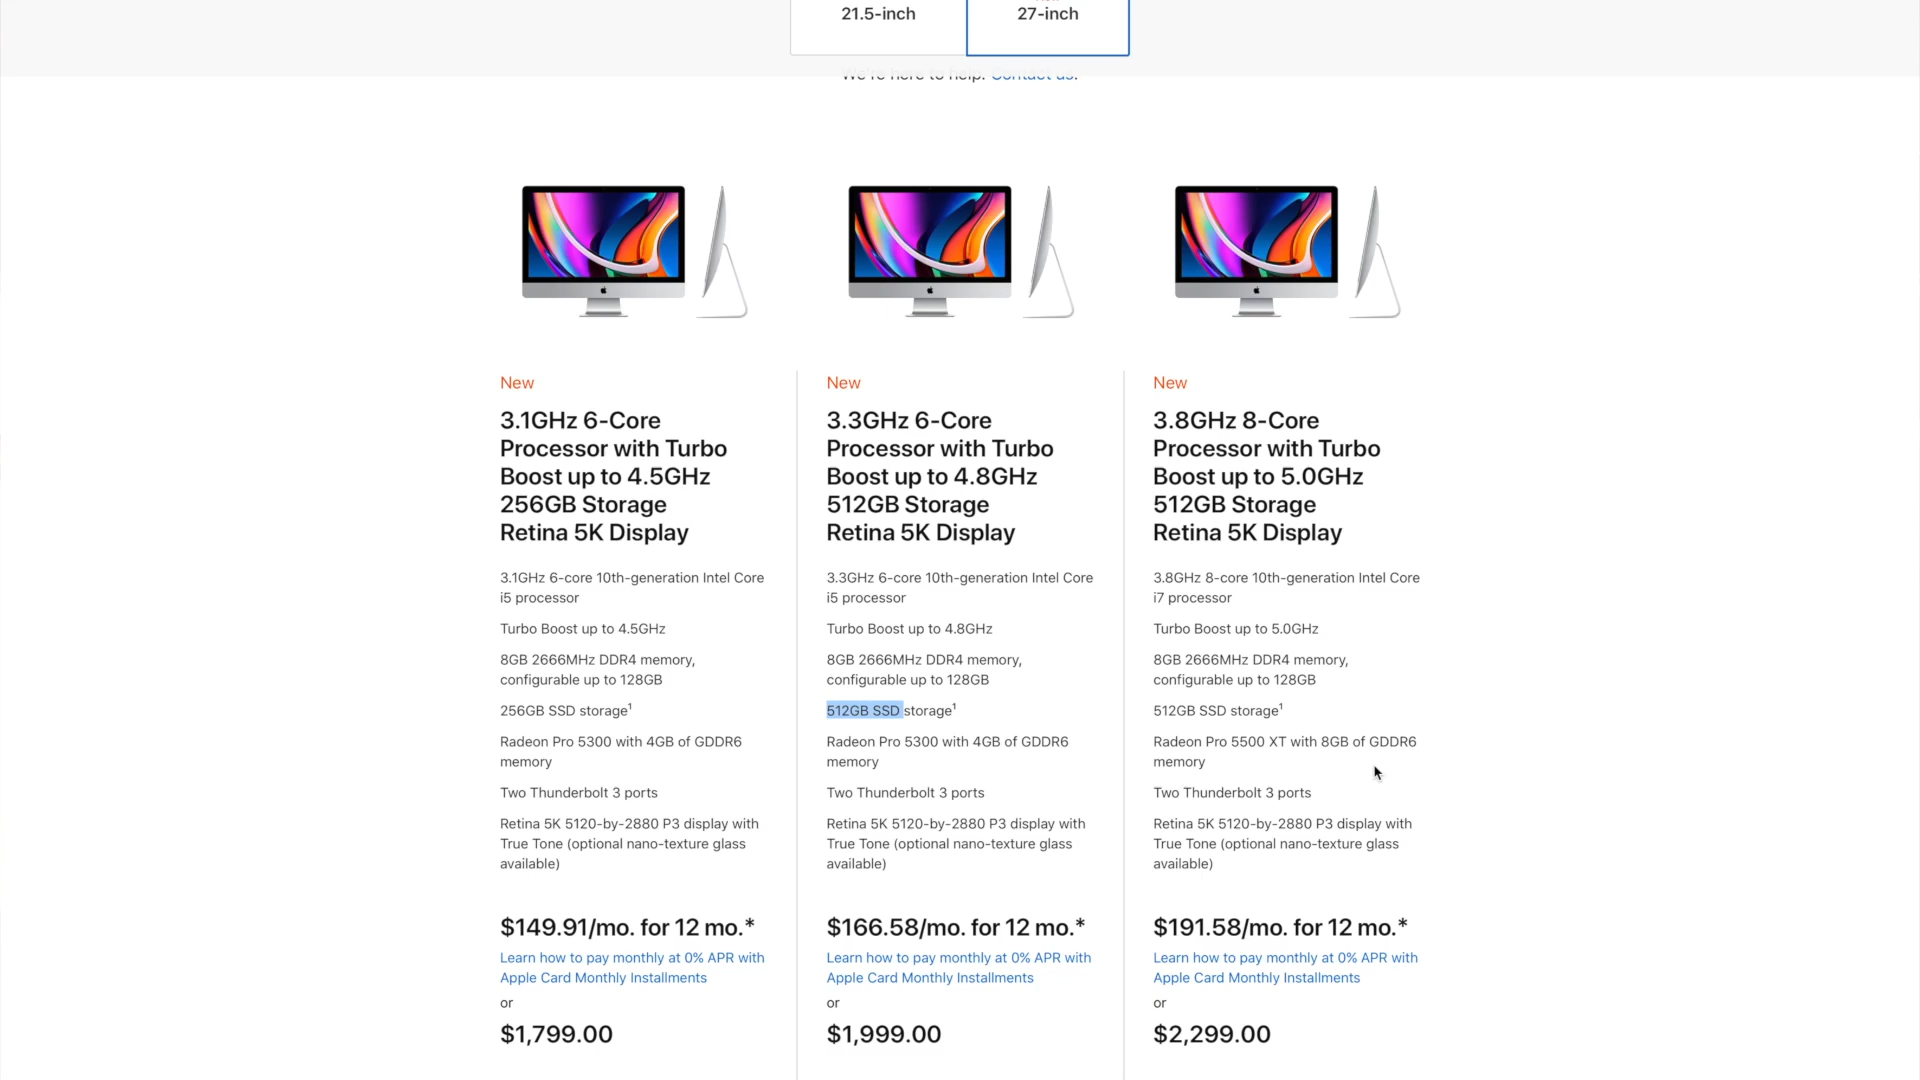 21.5-inch
27-inch
We're here to help. Contact us.
New
3.1GHz 6-Core
Processor with Turbo
Boost up to 4.5GHz
256GB Storage
Retina 5K Display
3.1GHz 6-core 10th-generation Intel Core
i5 processor
Turbo Boost up to 4.5GHz
8GB 2666MHz DDR4 memory,
configurable up to 128GB
256GB SSD storage¹
Radeon Pro 5300 with 4GB of GDDR6
memory
Two Thunderbolt 3 ports
Retina 5K 5120-by-2880 P3 display with
True Tone (optional nano-texture glass
available)
$149.91/mo. for 12 mo.*
Learn how to pay monthly at 0% APR with
Apple Card Monthly Installments
or
$1,799.00
New
3.3GHz 6-Core
Processor with Turbo
Boost up to 4.8GHz
512GB Storage
Retina 5K Display
3.3GHz 6-core 10th-generation Intel Core
i5 processor
Turbo Boost up to 4.8GHz
8GB 2666MHz DDR4 memory,
configurable up to 128GB
512GB SSD storage¹
Radeon Pro 5300 with 4GB of GDDR6
memory
Two Thunderbolt 3 ports
Retina 5K 5120-by-2880 P3 display with
True Tone (optional nano-texture glass
available)
$166.58/mo. for 12 mo.*
Learn how to pay monthly at 0% APR with
Apple Card Monthly Installments
or
$1,999.00
New
3.8GHz 8-Core
Processor with Turbo
Boost up to 5.0GHz
512GB Storage
Retina 5K Display
3.8GHz 8-core 10th-generation Intel Core
i7 processor
Turbo Boost up to 5.0GHz
8GB 2666MHz DDR4 memory,
configurable up to 128GB
512GB SSD storage¹
Radeon Pro 5500 XT with 8GB of GDDR6
memory
Two Thunderbolt 3 ports
Retina 5K 5120-by-2880 P3 display with
True Tone (optional nano-texture glass
available)
$191.58/mo. for 12 mo.*
Learn how to pay monthly at 0% APR with
Apple Card Monthly Installments
or
$2,299.00